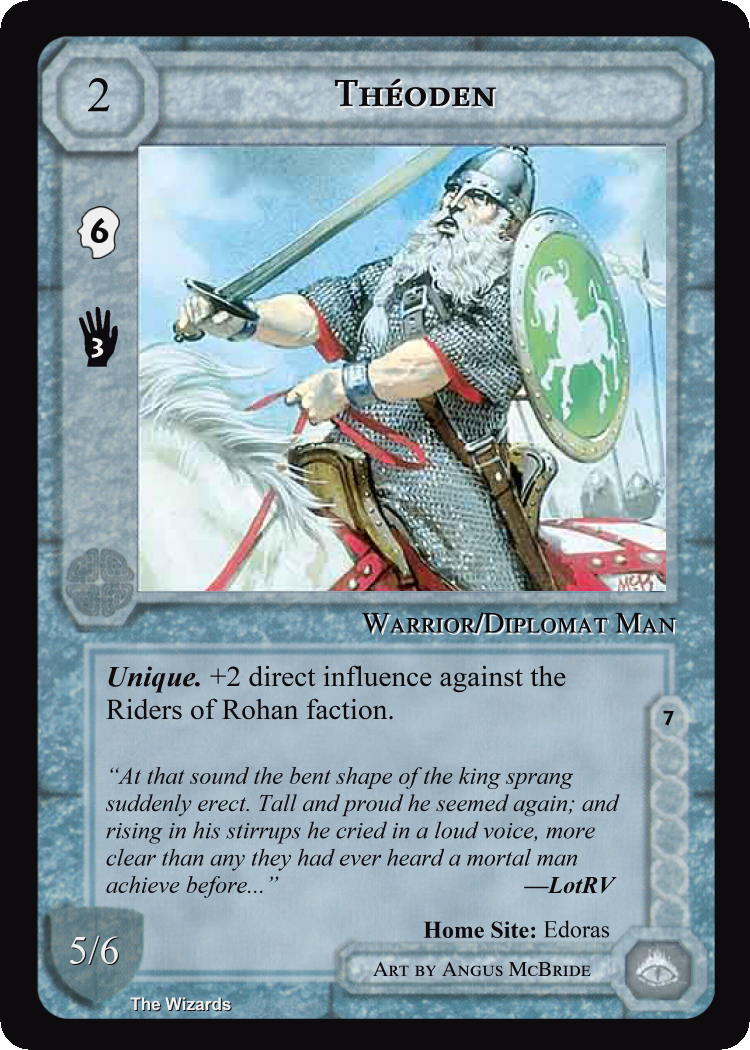 2
THÉODEN
6
3
McB
WARRIOR/DIPLOMAT MAN
Unique. +2 direct influence against the
Riders of Rohan faction.
7
“At that sound the bent shape of the king sprang
suddenly erect. Tall and proud he seemed again; and
rising in his stirrups he cried in a loud voice, more
clear than any they had ever heard a mortal man
achieve before...” —LotRV
Home Site: Edoras
5/6
ART BY ANGUS MCBRIDE
The Wizards